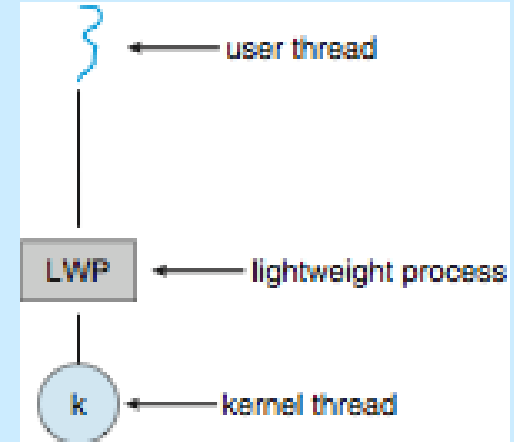 user thread
LWP
lightweight process
k
kernel thread